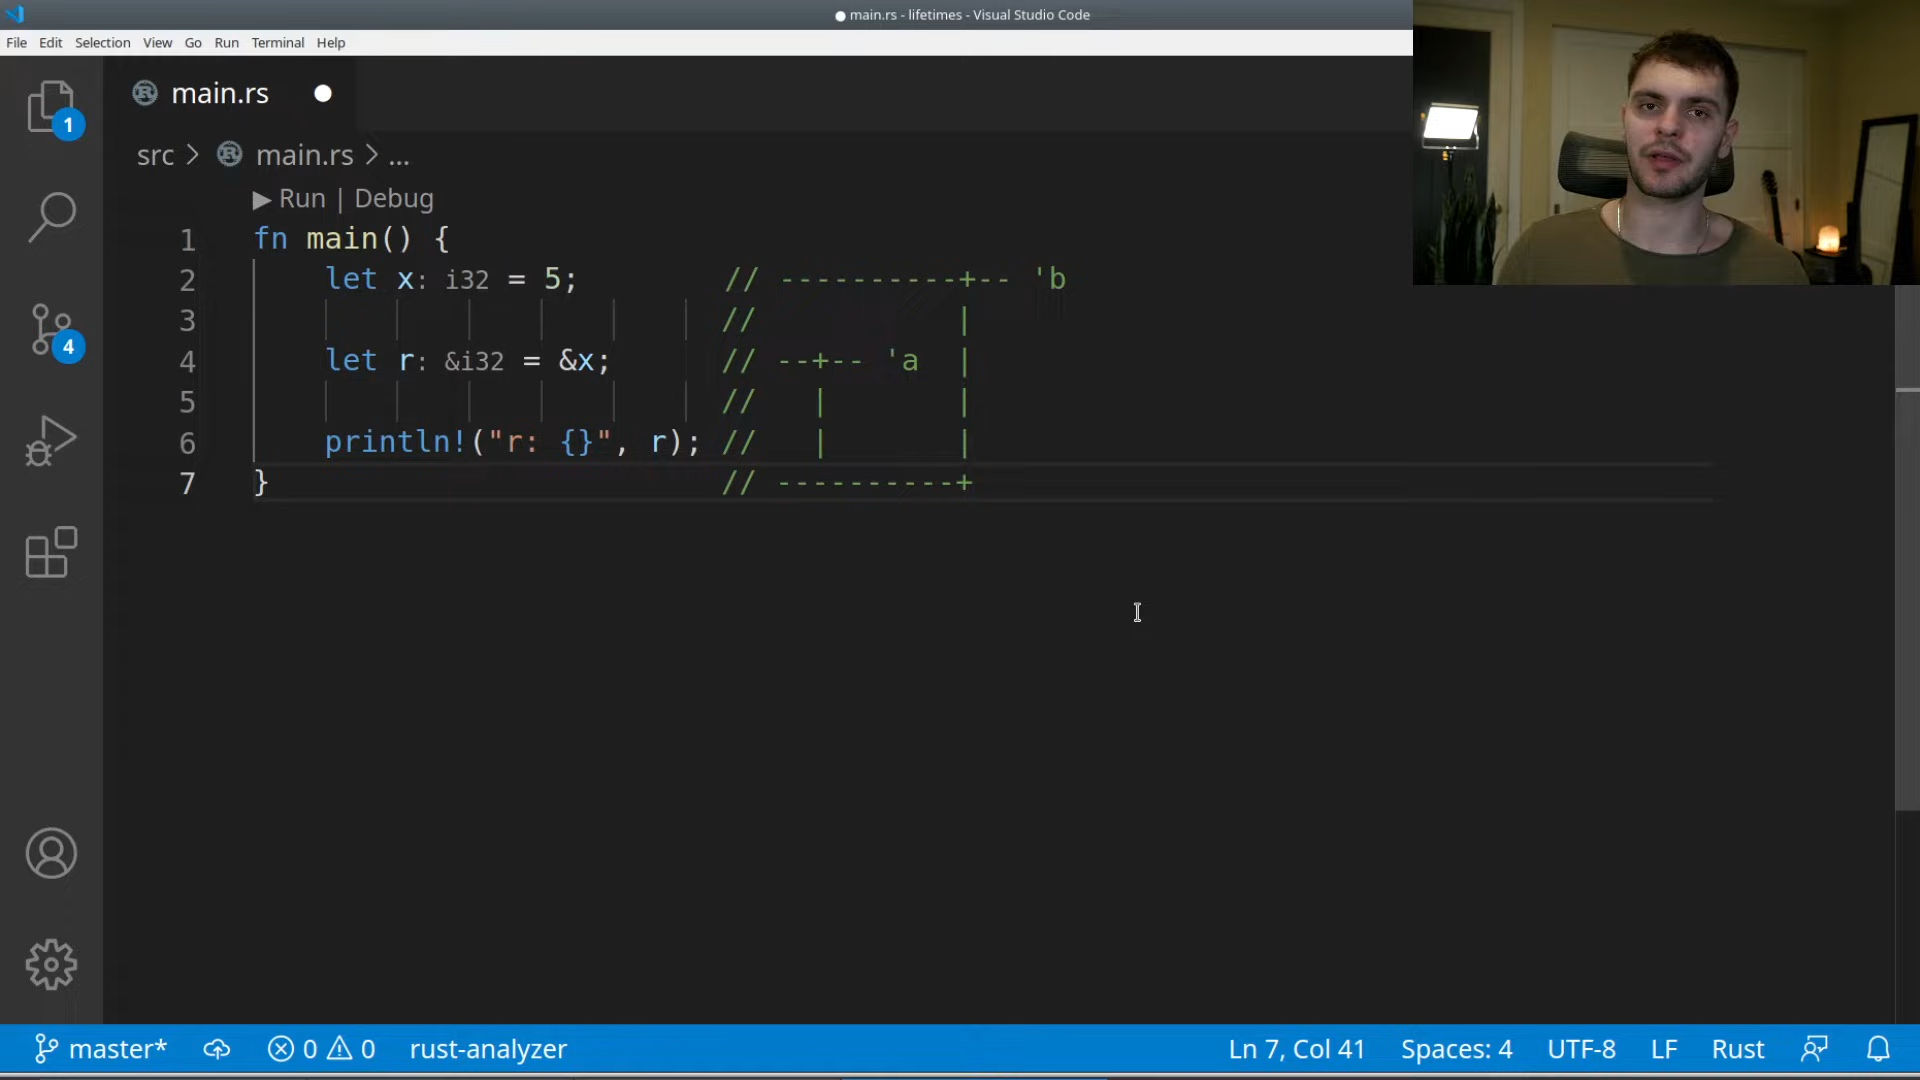 main.rs - lifetimes - Visual Studio Code
File Edit Selection View Go Run Terminal Help
main.rs
1
src > main.rs > ...
▶ Run | Debug
1 fn main() {
2     let x: i32 = 5;        // ----------+-- 'b
3                            //           |
4     let r: &i32 = &x;      // --+-- 'a  |
5                            //   |       |
6     println!("r: {}", r); //   |       |
7 }                          // ----------+
4
master* 0 0 rust-analyzer Ln 7, Col 41 Spaces: 4 UTF-8 LF Rust